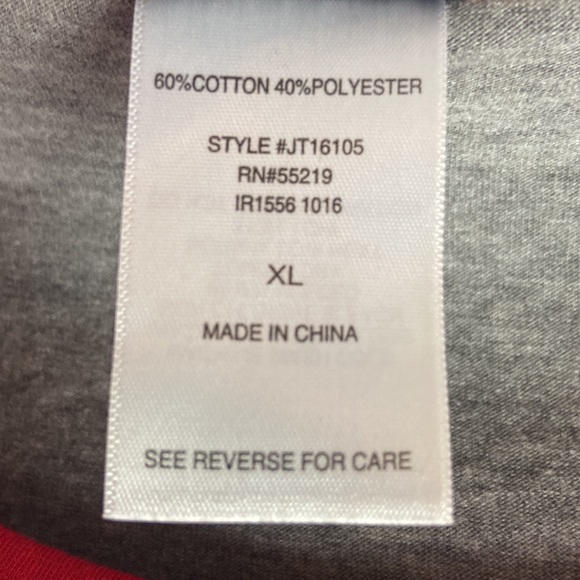 60%COTTON 40%POLYESTER
STYLE #JT16105
RN#55219
IR1556 1016
XL
MADE IN CHINA
SEE REVERSE FOR CARE